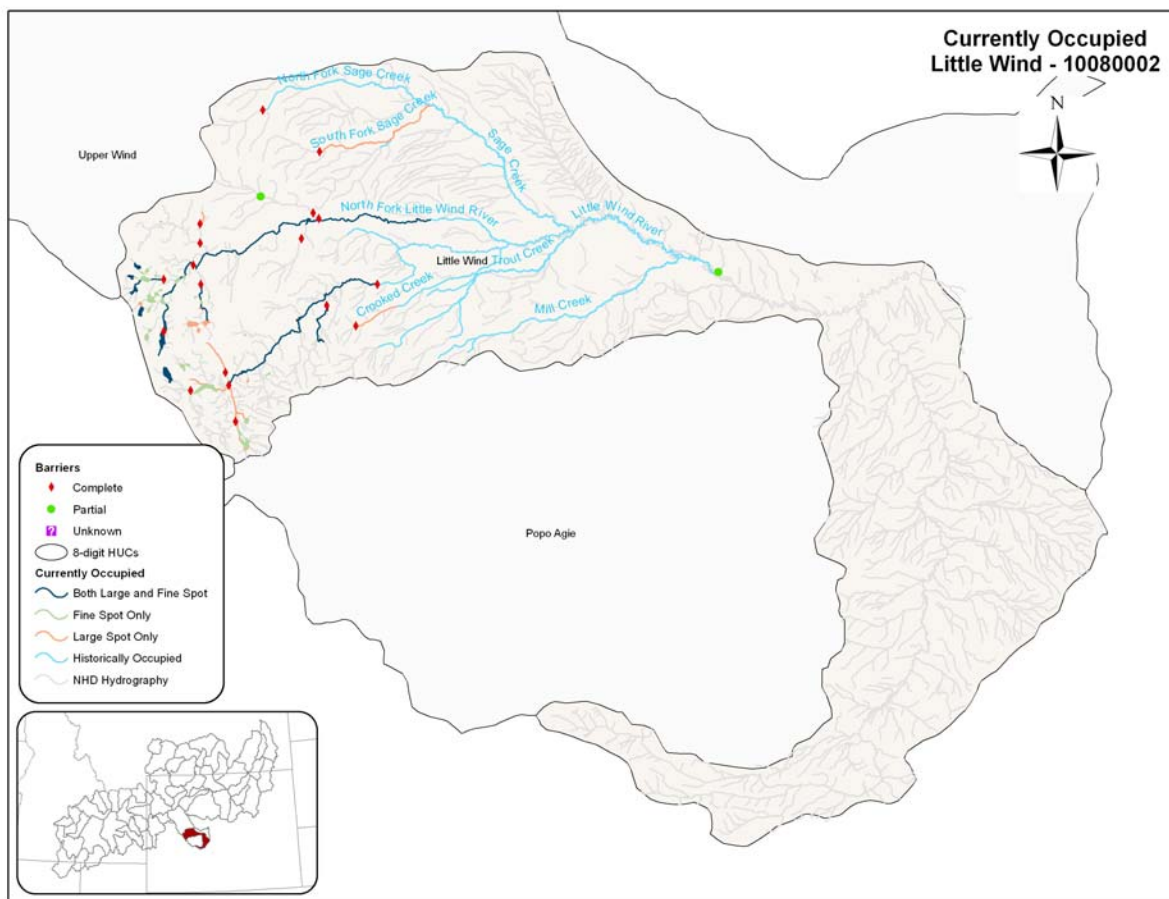 Currently Occupied
Little Wind - 10080002
N
North Fork Sage Creek
South Fork Sage Creek
Upper Wind
Sage Creek
North Fork Little Wind River
Little Wind River
Little Wind
Trout Creek
Crooked Creek
Mill Creek
Popo Agie
Barriers
Complete
Partial
?
Unknown
8-digit HUCs
Currently Occupied
Both Large and Fine Spot
Fine Spot Only
Large Spot Only
Historically Occupied
NHD Hydrography